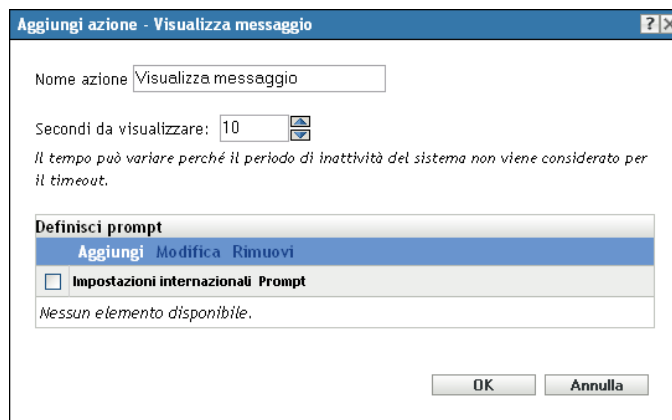 Aggiungi azione - Visualizza messaggio ? X
Nome azione Visualizza messaggio
Secondi da visualizzare: 10
Il tempo può variare perché il periodo di inattività del sistema non viene considerato per
il timeout.
Definisci prompt
Aggiungi Modifica Rimuovi
Impostazioni internazionali Prompt
Nessun elemento disponibile.
OK Annulla